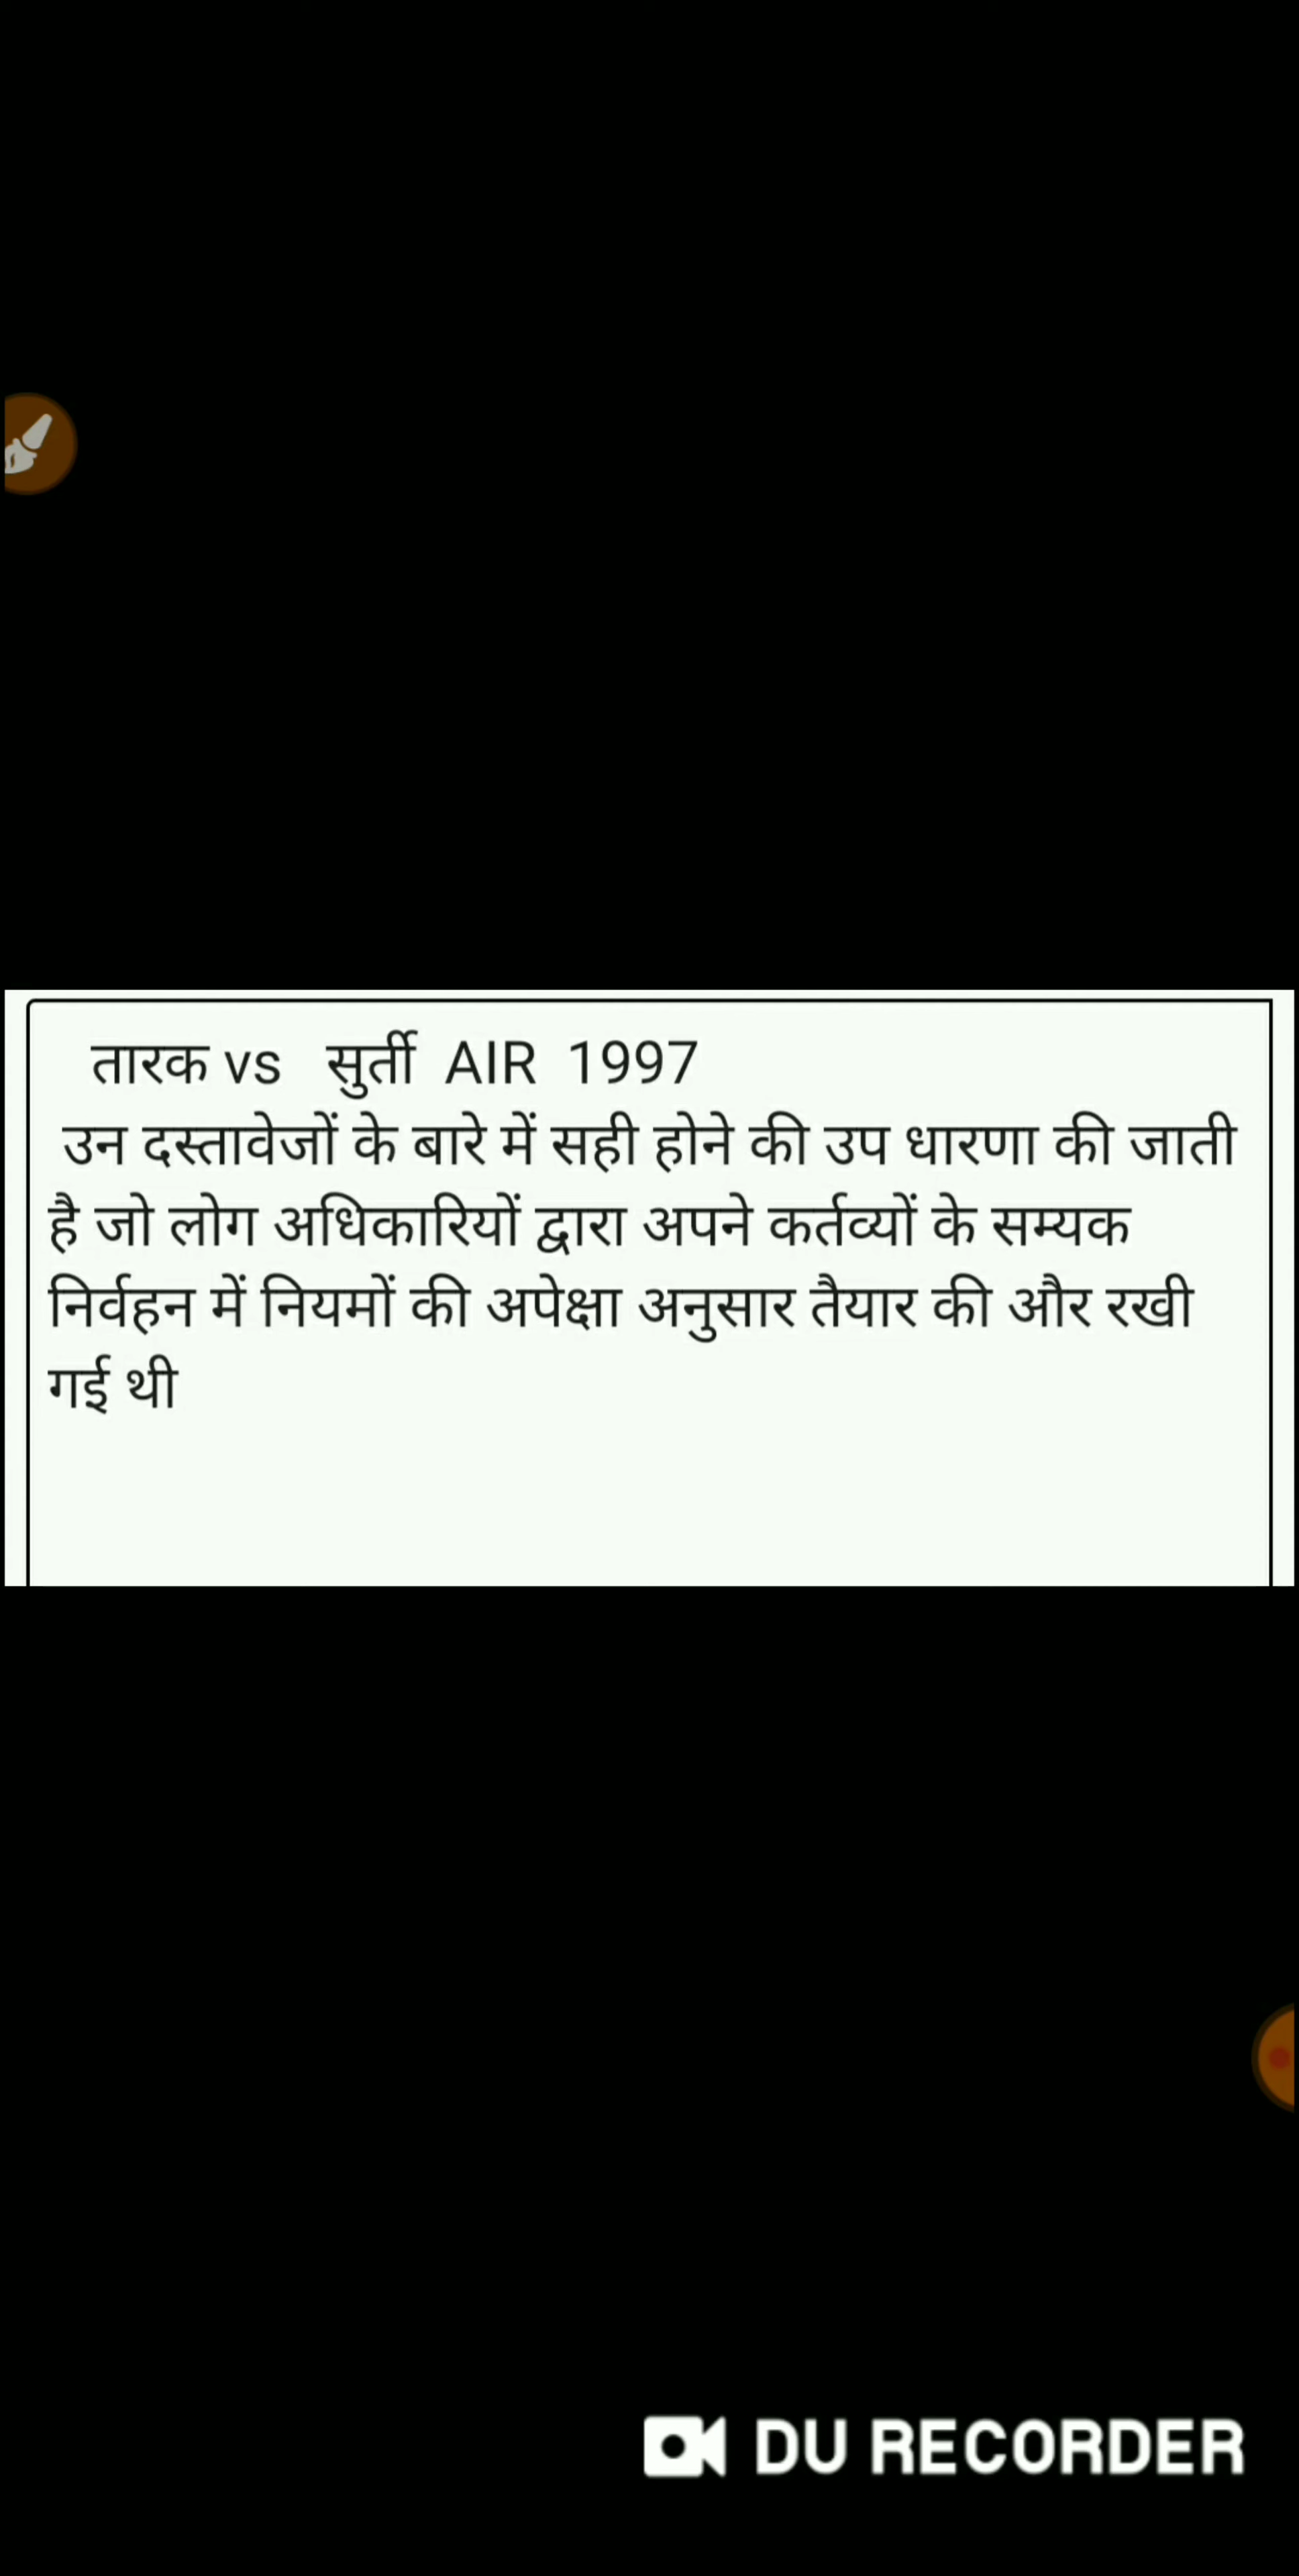 तारक vs सुर्ती AIR 1997
उन दस्तावेजों के बारे में सही होने की उप धारणा की जाती
है जो लोग अधिकारियों द्वारा अपने कर्तव्यों के सम्यक
निर्वहन में नियमों की अपेक्षा अनुसार तैयार की और रखी
गई थी
DU RECORDER